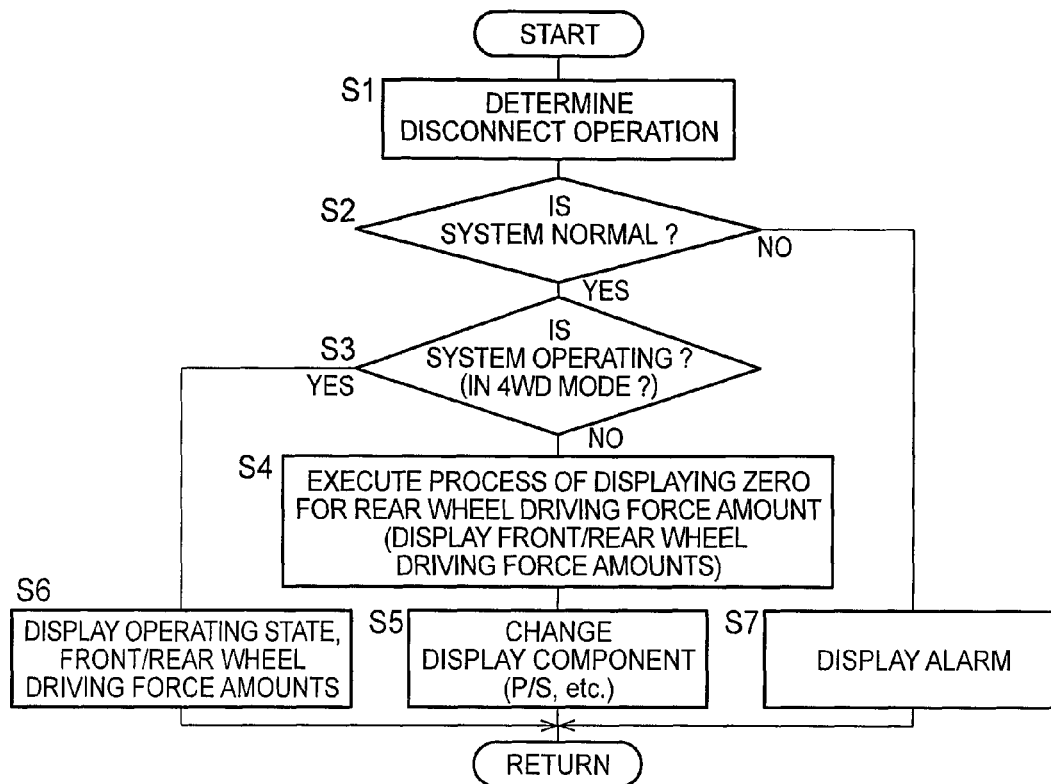 START
S1
DETERMINE
DISCONNECT OPERATION
S2
IS
SYSTEM NORMAL ?
NO
YES
S3
IS
SYSTEM OPERATING ?
(IN 4WD MODE ?)
YES
NO
S4
EXECUTE PROCESS OF DISPLAYING ZERO
FOR REAR WHEEL DRIVING FORCE AMOUNT
(DISPLAY FRONT/REAR WHEEL
DRIVING FORCE AMOUNTS)
S6
DISPLAY OPERATING STATE,
FRONT/REAR WHEEL
DRIVING FORCE AMOUNTS
S5
CHANGE
DISPLAY COMPONENT
(P/S, etc.)
S7
DISPLAY ALARM
RETURN